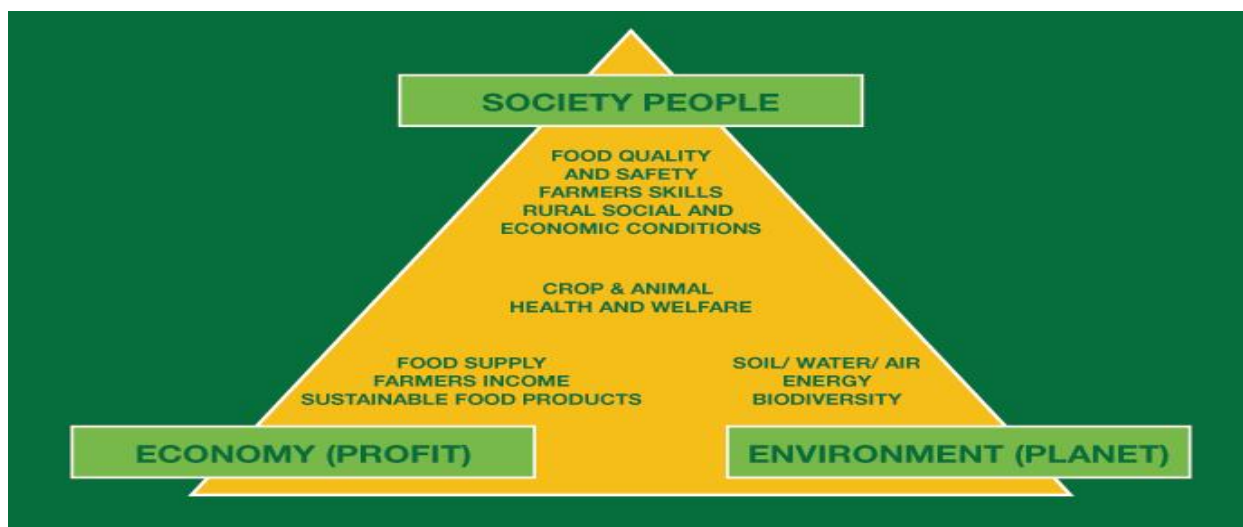 SOCIETY PEOPLE
FOOD QUALITY
AND SAFETY
FARMERS SKILLS
RURAL SOCIAL AND
ECONOMIC CONDITIONS
CROP & ANIMAL
HEALTH AND WELFARE
FOOD SUPPLY
FARMERS INCOME
SUSTAINABLE FOOD PRODUCTS
SOIL/ WATER/ AIR
ENERGY
BIODIVERSITY
ECONOMY (PROFIT)
ENVIRONMENT (PLANET)